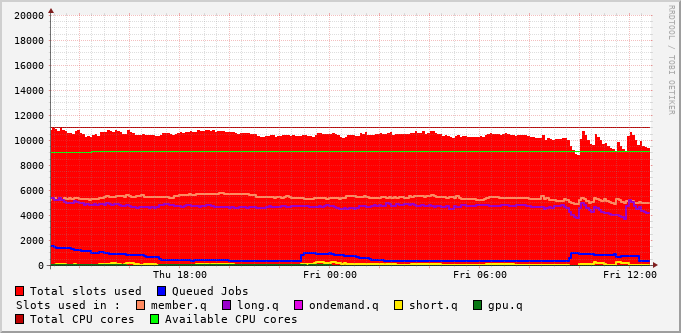 20000
18000
16000
14000
12000
10000
8000
6000
4000
2000
0
Thu 18:00 Fri 00:00 Fri 06:00 Fri 12:00
RRDTOOL / TOBI OETIKER
Total slots used Queued Jobs
Slots used in : member.q long.q ondemand.q short.q gpu.q
Total CPU cores Available CPU cores